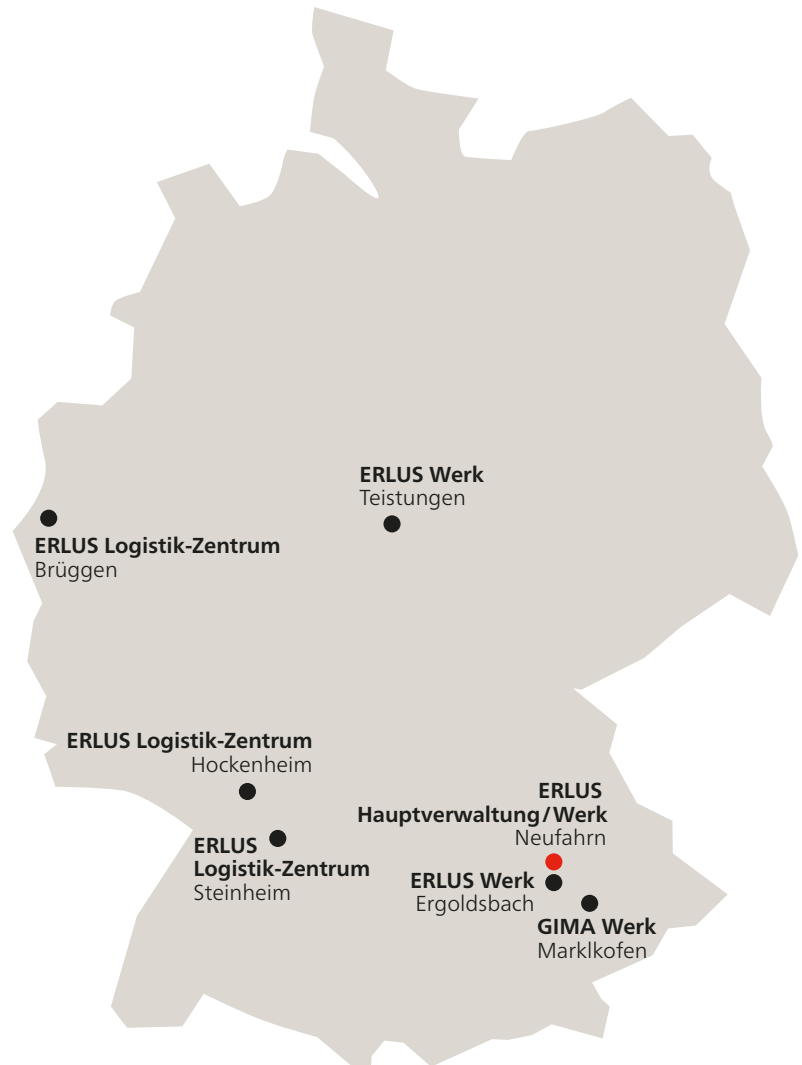 ERLUS Werk
Teistungen
ERLUS Logistik-Zentrum
Brüggen
ERLUS Logistik-Zentrum
Hockenheim
ERLUS
Logistik-Zentrum
Steinheim
ERLUS
Hauptverwaltung/Werk
Neufahrn
ERLUS Werk
Ergoldsbach
GIMA Werk
Marklkofen